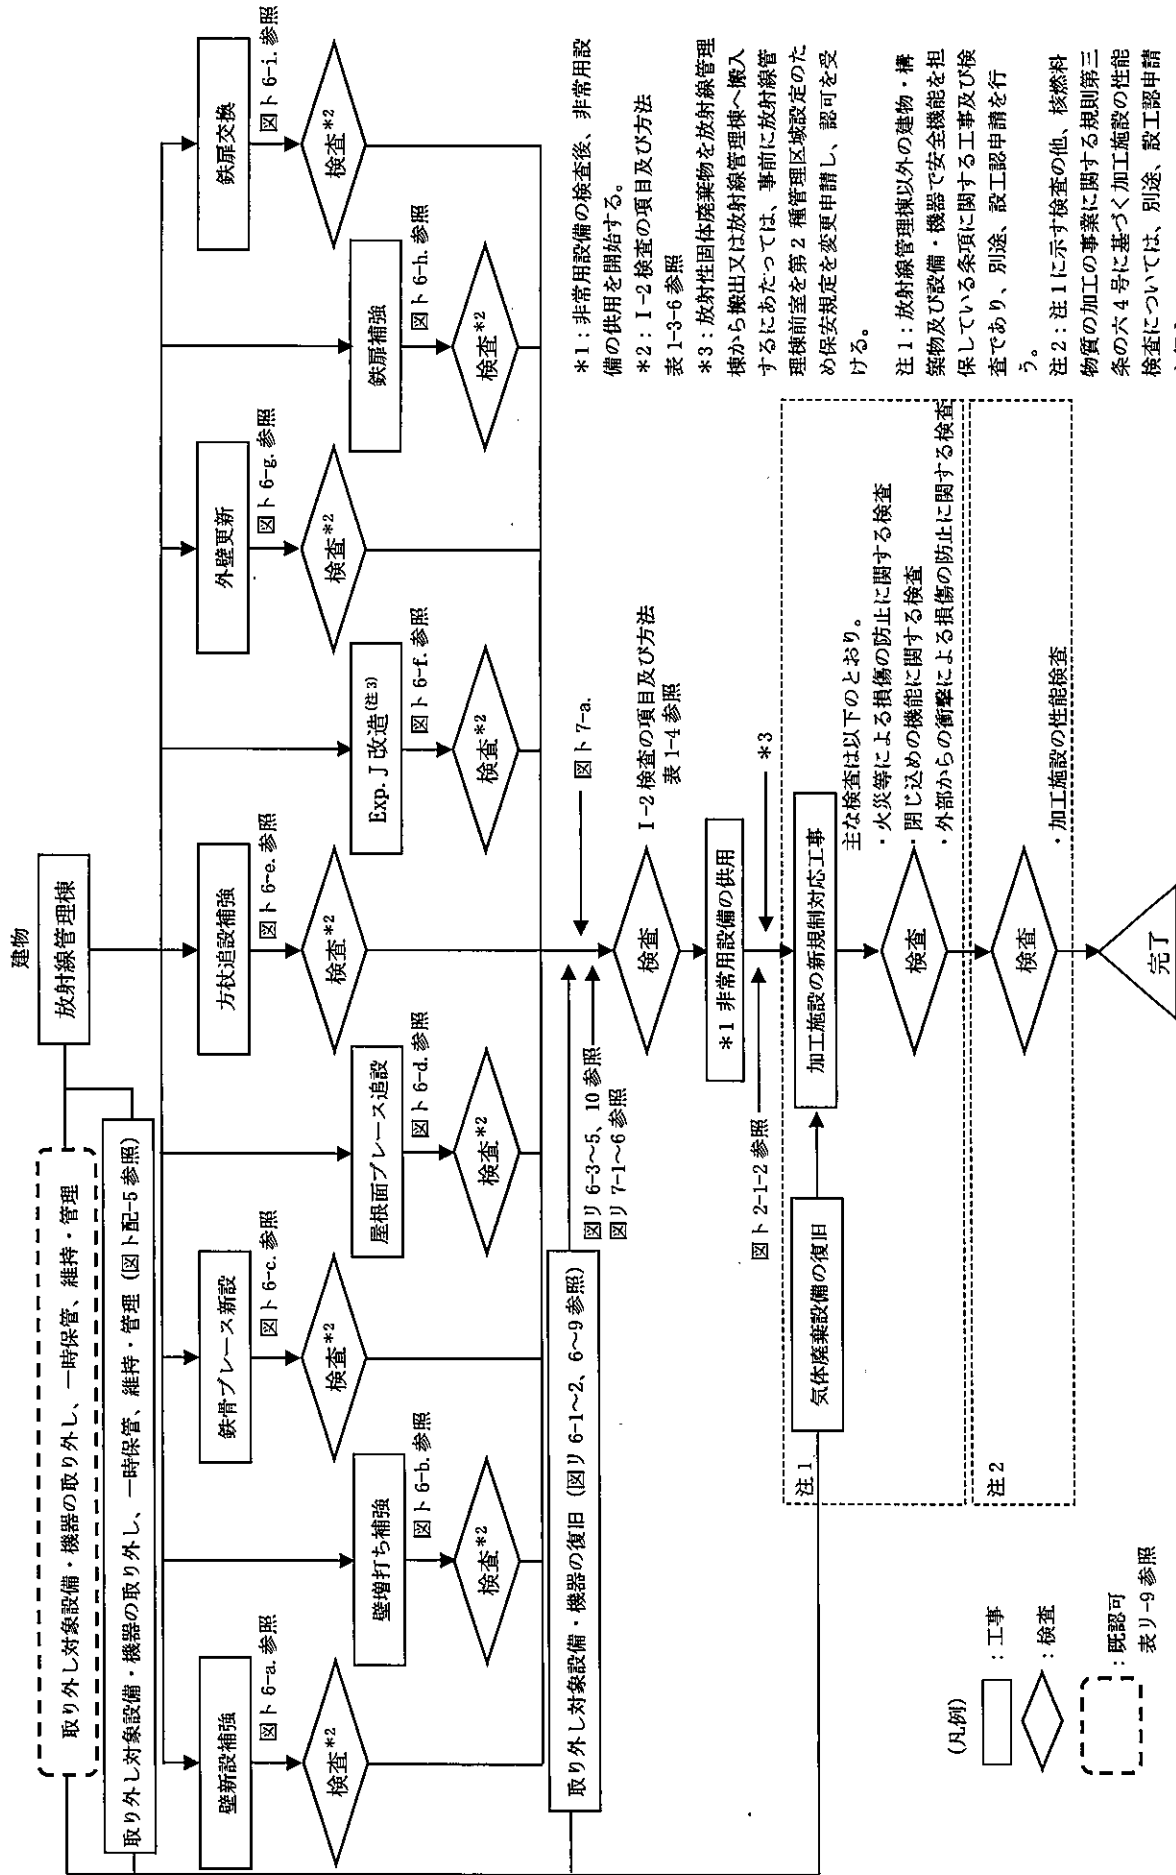 建物
放射線管理棟
取り外し対象設備・機器の取り外し、一時保管、維持・管理
取り外し対象設備・機器の取り外し、一時保管、維持・管理 (図ト配-5 参照)
壁新設補強
図ト 6-a. 参照
検査*2
壁増打ち補強
図ト 6-b. 参照
検査*2
鉄骨ブレース新設
図ト 6-c. 参照
検査*2
屋根面ブレース追設
図ト 6-d. 参照
検査*2
方杖追設補強
図ト 6-e. 参照
検査*2
Exp. J 改造(注3)
図ト 6-f. 参照
検査*2
外壁更新
図ト 6-g. 参照
検査*2
鉄扉補強
図ト 6-h. 参照
検査*2
鉄扉交換
図ト 6-i. 参照
検査*2
取り外し対象設備・機器の復旧 (図リ 6-1~2、6~9 参照)
図リ 6-3~5、10 参照
図リ 7-1~6 参照
図ト 7-a.
検査
I-2 検査の項目及び方法
表 1-4 参照
*1 非常用設備の供用
図ト 2-1-2 参照
*3
注 1
気体廃棄設備の復旧
加工施設の新規制対応工事
検査
主な検査は以下のとおり。
・火災等による損傷の防止に関する検査
・閉じ込めの機能に関する検査
・外部からの衝撃による損傷の防止に関する検査
注 2
検査
・加工施設の性能検査
完了
*1：非常用設備の検査後、非常用設
備の供用を開始する。
*2：I-2 検査の項目及び方法
表 1-3-6 参照
*3：放射性固体廃棄物を放射線管理
棟から搬出又は放射線管理棟へ搬入
するにあたっては、事前に放射線管
理棟前室を第 2 種管理区域設定のた
め保安規定を変更申請し、認可を受
ける。
注 1：放射線管理棟以外の建物・構
築物及び設備・機器で安全機能を担
保している条項に関する工事及び検
査であり、別途、設工認申請を行
う。
注 2：注 1 に示す検査の他、核燃料
物質の加工の事業に関する規則第三
条の六 4 号に基づく加工施設の性能
検査については、別途、設工認申請
(凡例)
：工事
：検査
：既認可
表リ-9 参照